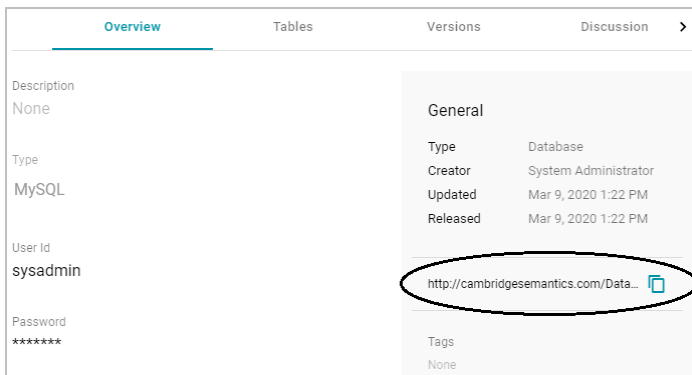 Overview Tables Versions Discussion
Description
None
Type
MySQL
User Id
sysadmin
Password
*******
General
Type Database
Creator System Administrator
Updated Mar 9, 2020 1:22 PM
Released Mar 9, 2020 1:22 PM
http://cambridgesemantics.com/Data...
Tags
None